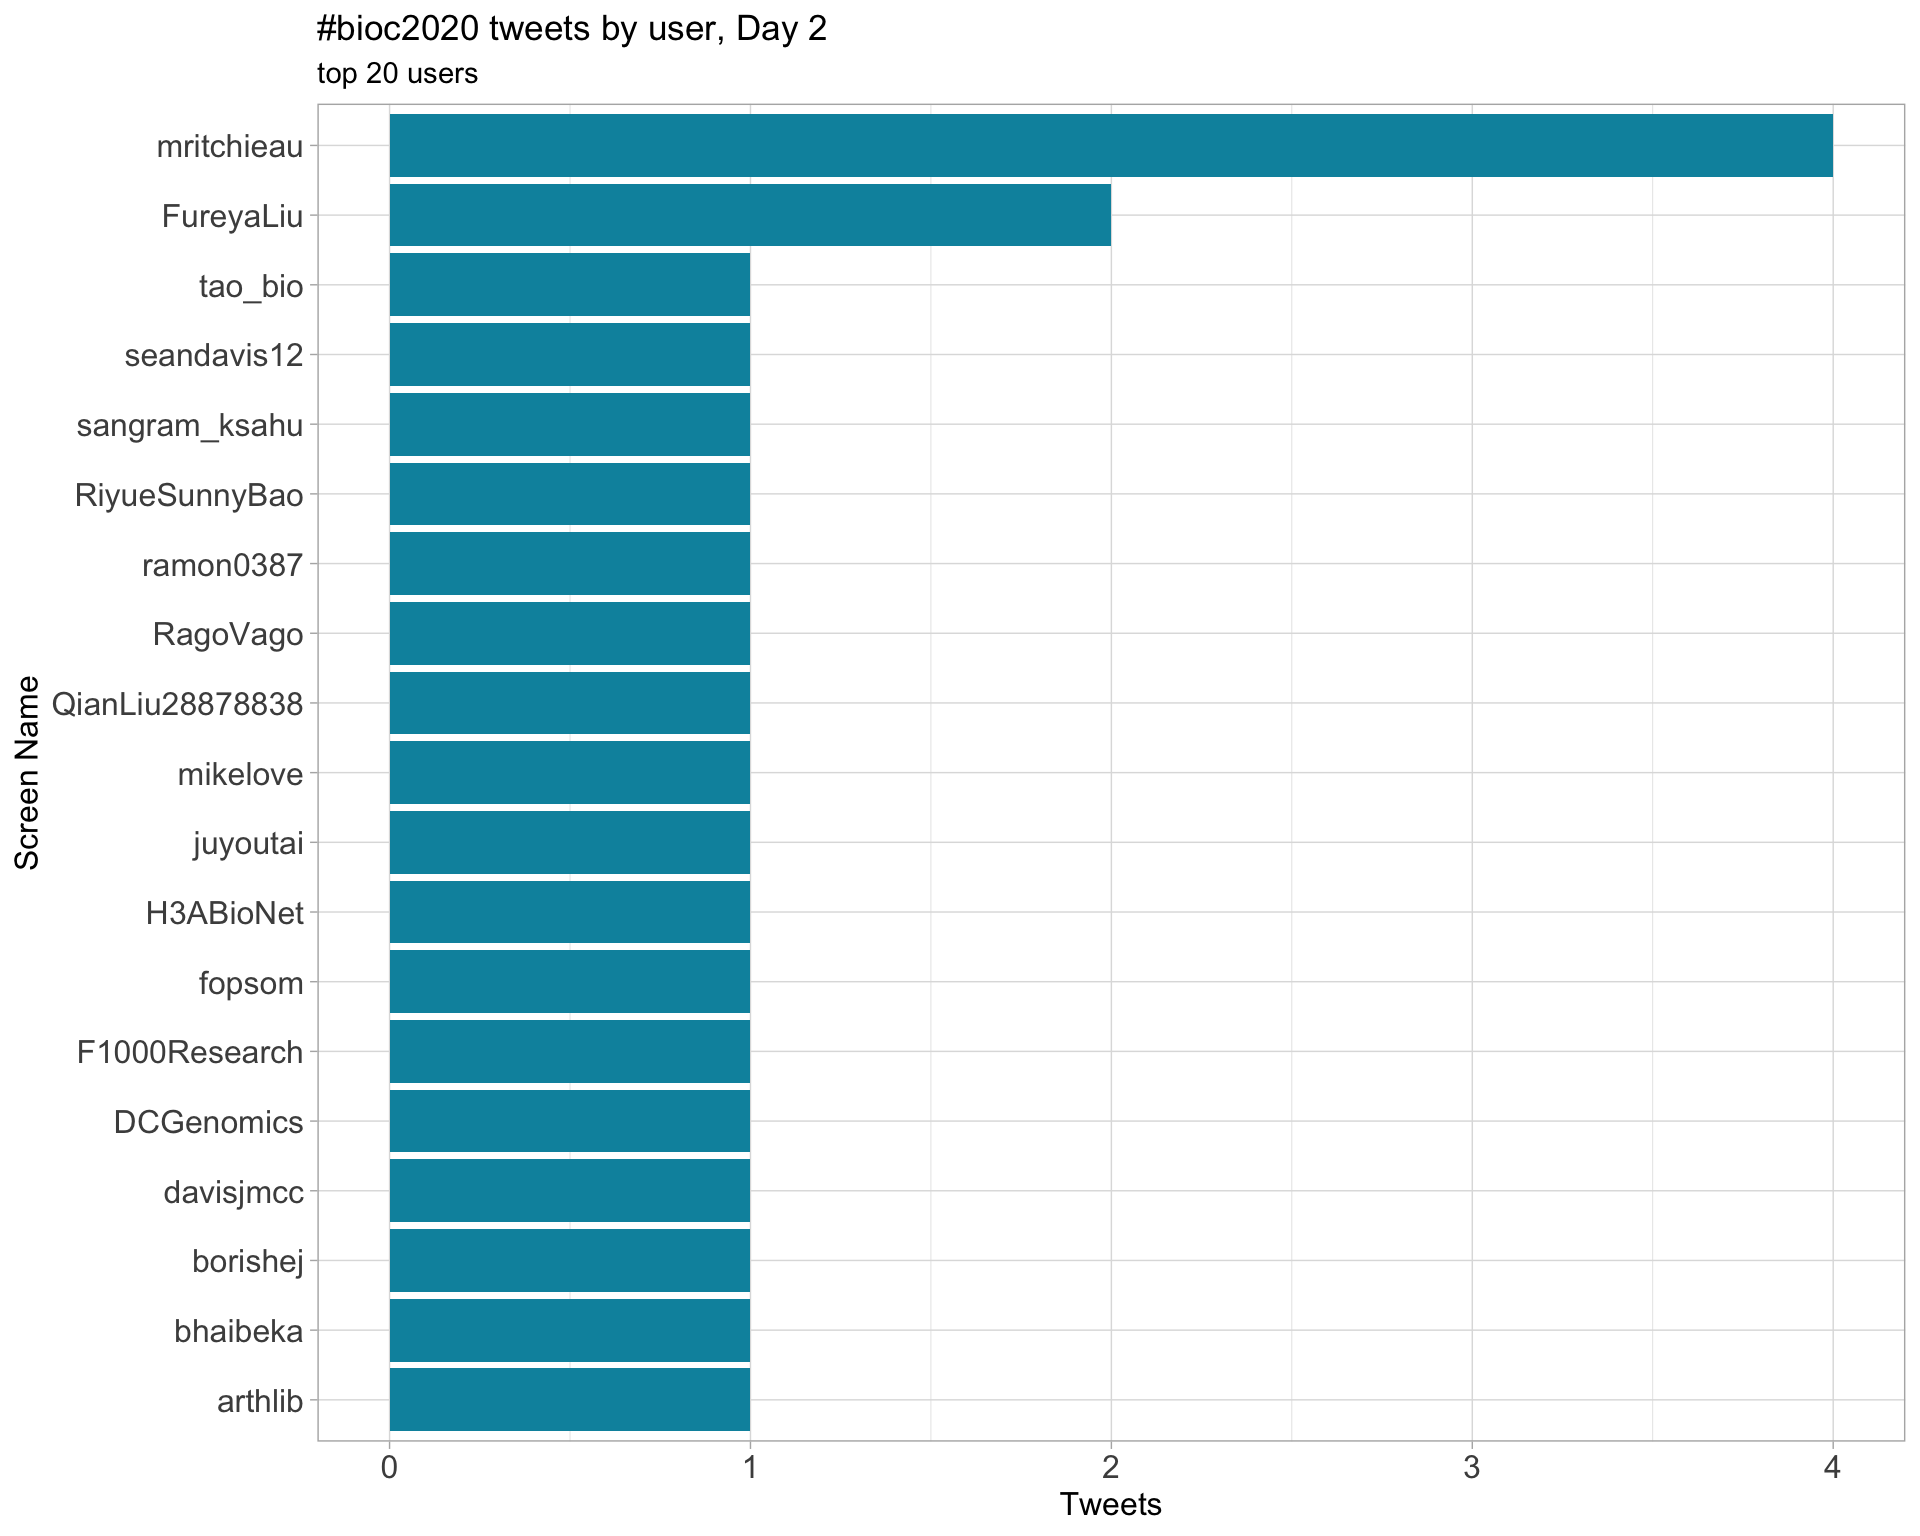 #bioc2020 tweets by user, Day 2
top 20 users
mritchieau
FureyaLiu
tao_bio
seandavis12
sangram_ksahu
RiyueSunnyBao
ramon0387
RagoVago
QianLiu28878838
mikelove
juyoutai
H3ABioNet
fopsom
F1000Research
DCGenomics
davisjmcc
borishej
bhaibeka
arthlib
Screen Name
0 1 2 3 4
Tweets